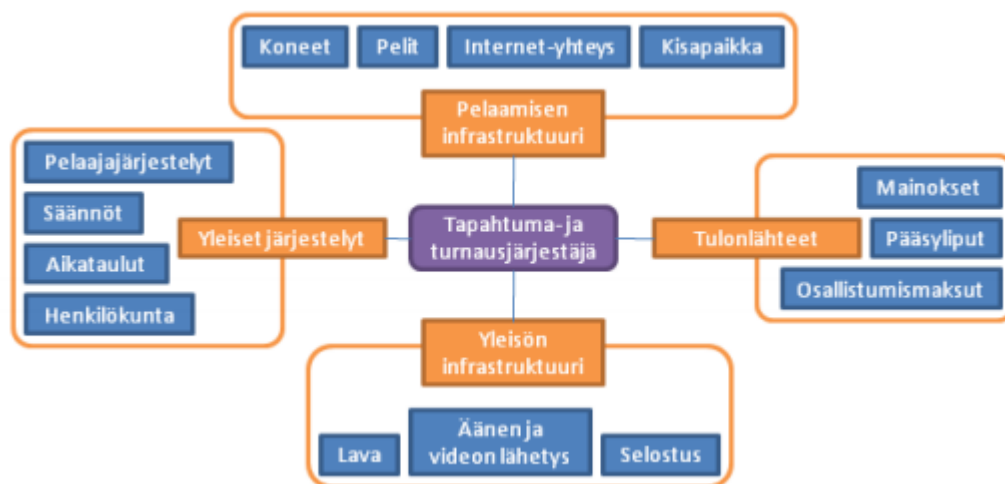 Koneet
Pelit
Internet-yhteys
Kisapaikka
Pelaamisen
infrastruktuuri
Pelaajajärjestelyt
Säännöt
Aikataulut
Henkilökunta
Yleiset järjestelyt
Tapahtuma- ja
turnausjärjestäjä
Tulonlähteet
Mainokset
Pääsyliput
Osallistumismaksut
Yleisön
infrastruktuuri
Lava
Äänen ja
videon lähetys
Selostus